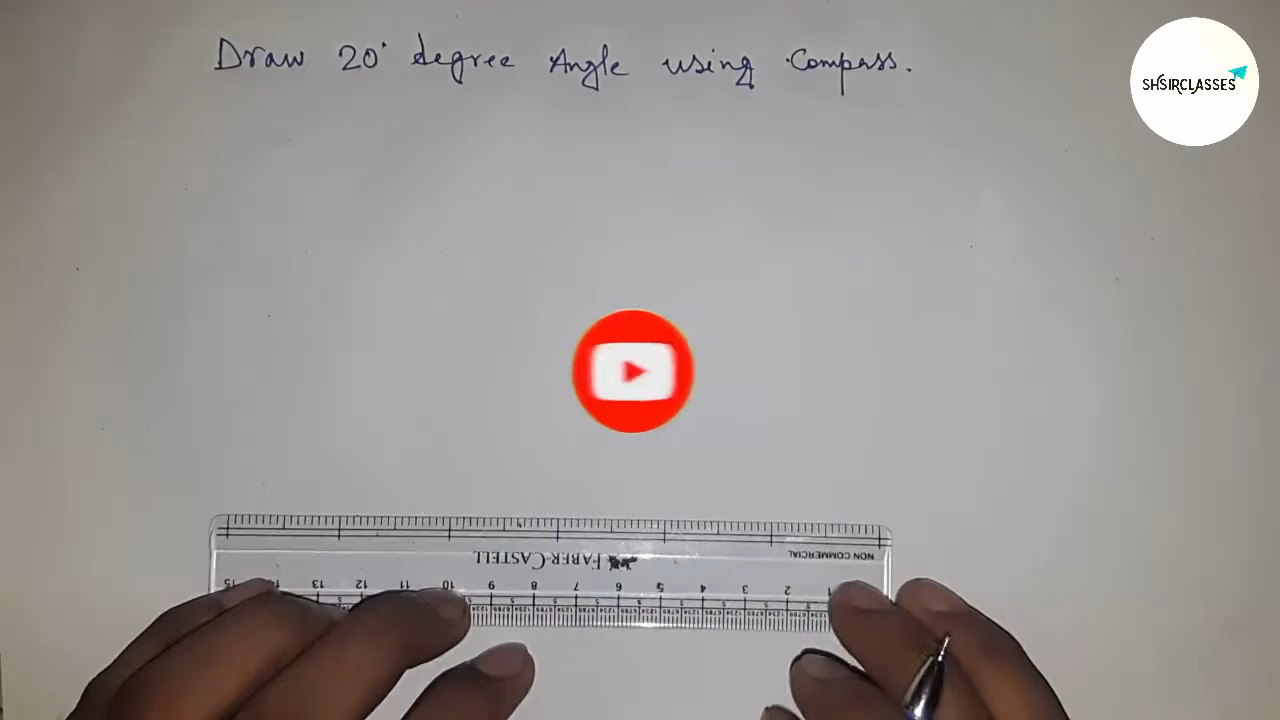 Draw 20° degree Angle using Compass.
SHSIRCLASSES
NON COMMERCIAL
FABER-CASTELL
15 13 12 11 10 9 8 7 6 5 4 3 2 1